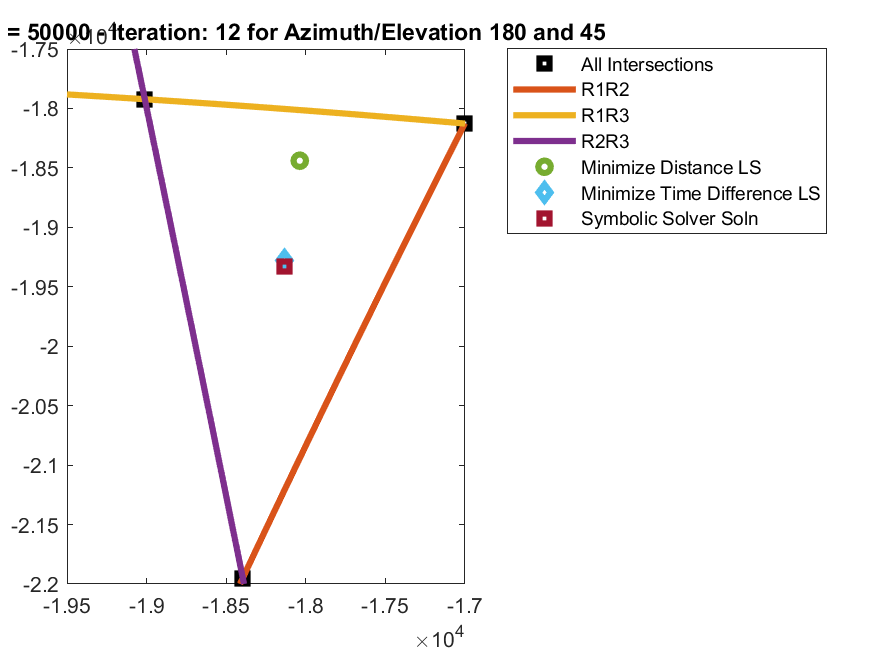 = 50000 - Iteration: 12 for Azimuth/Elevation 180 and 45
×10⁴
-1.75
-1.8
-1.85
-1.9
-1.95
-2
-2.05
-2.1
-2.15
-2.2
-1.95 -1.9 -1.85 -1.8 -1.75 -1.7
×10⁴
All Intersections
R1R2
R1R3
R2R3
Minimize Distance LS
Minimize Time Difference LS
Symbolic Solver Soln